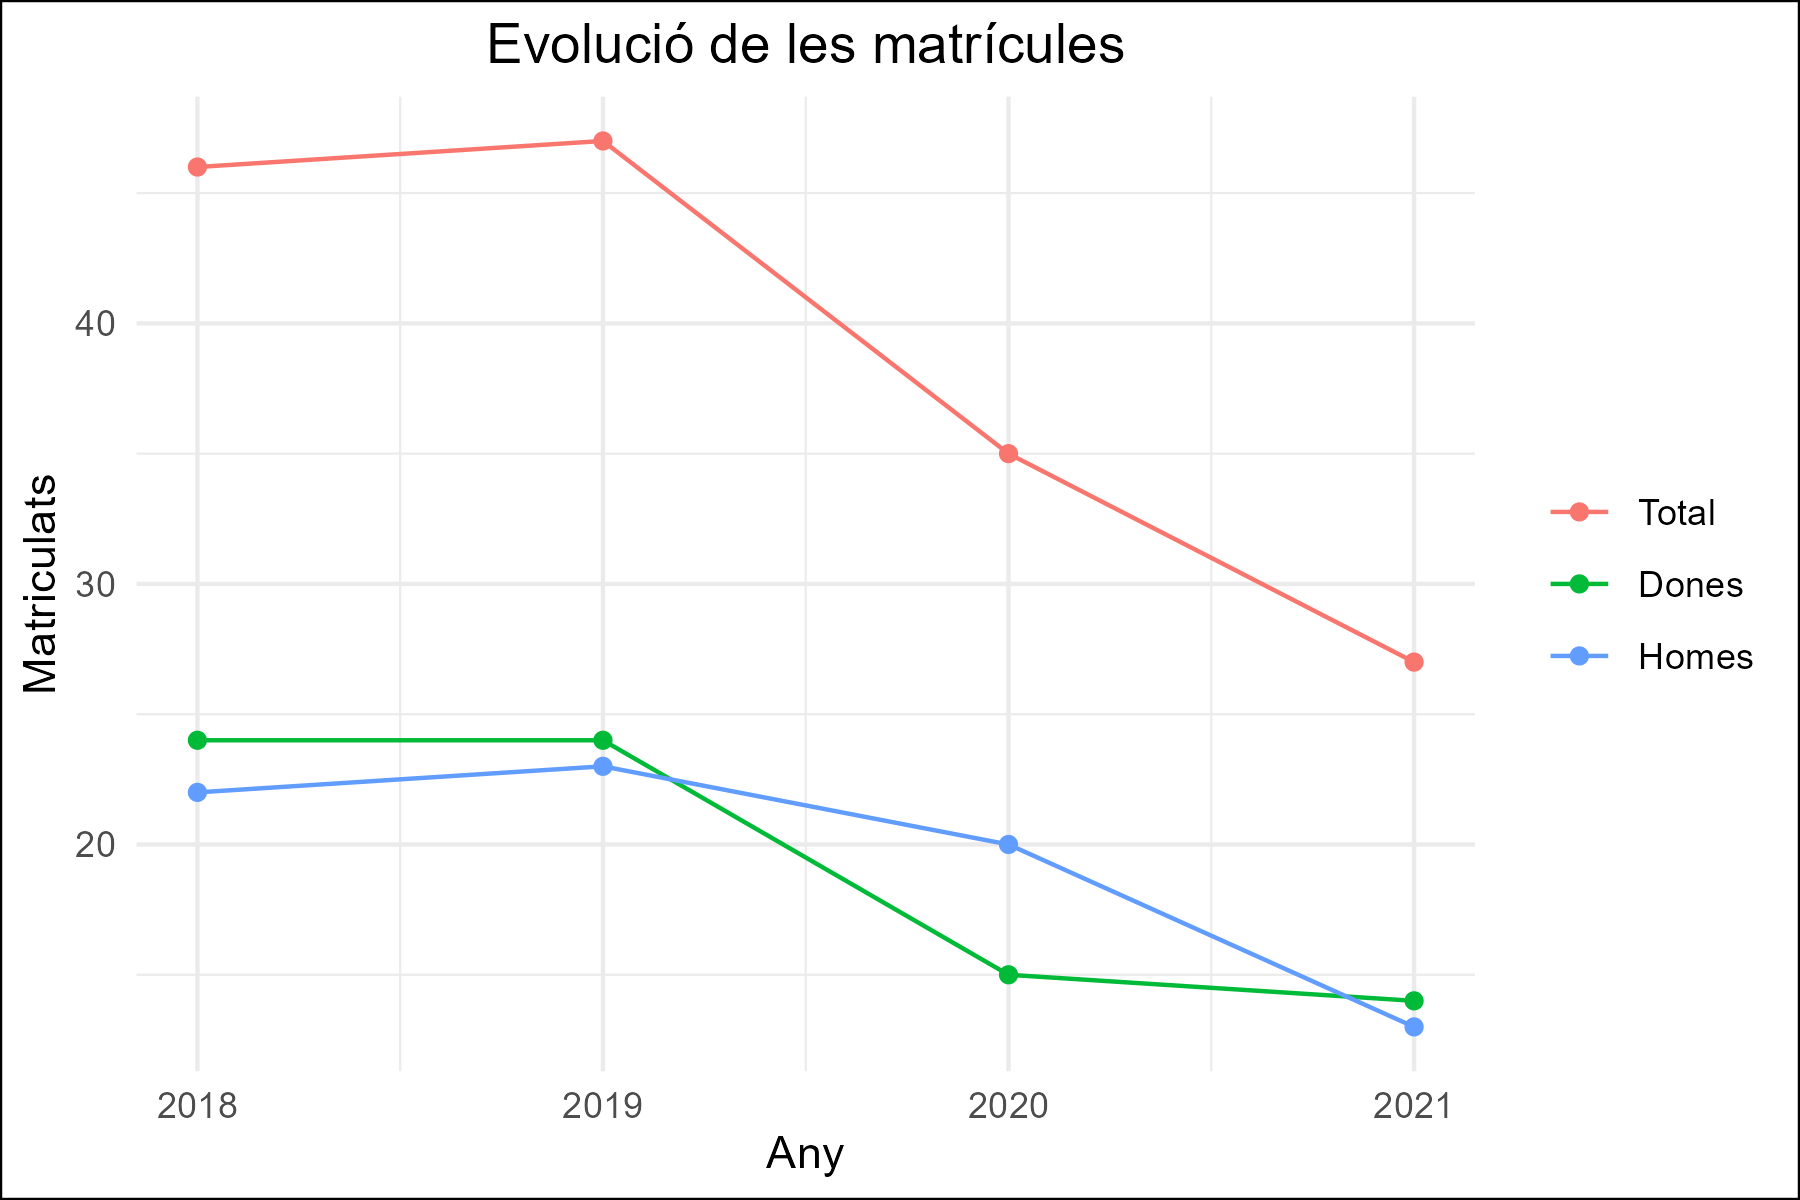 Evolució de les matrícules
Matriculats
40
30
20
2018 2019 2020 2021
Any
Total
Dones
Homes